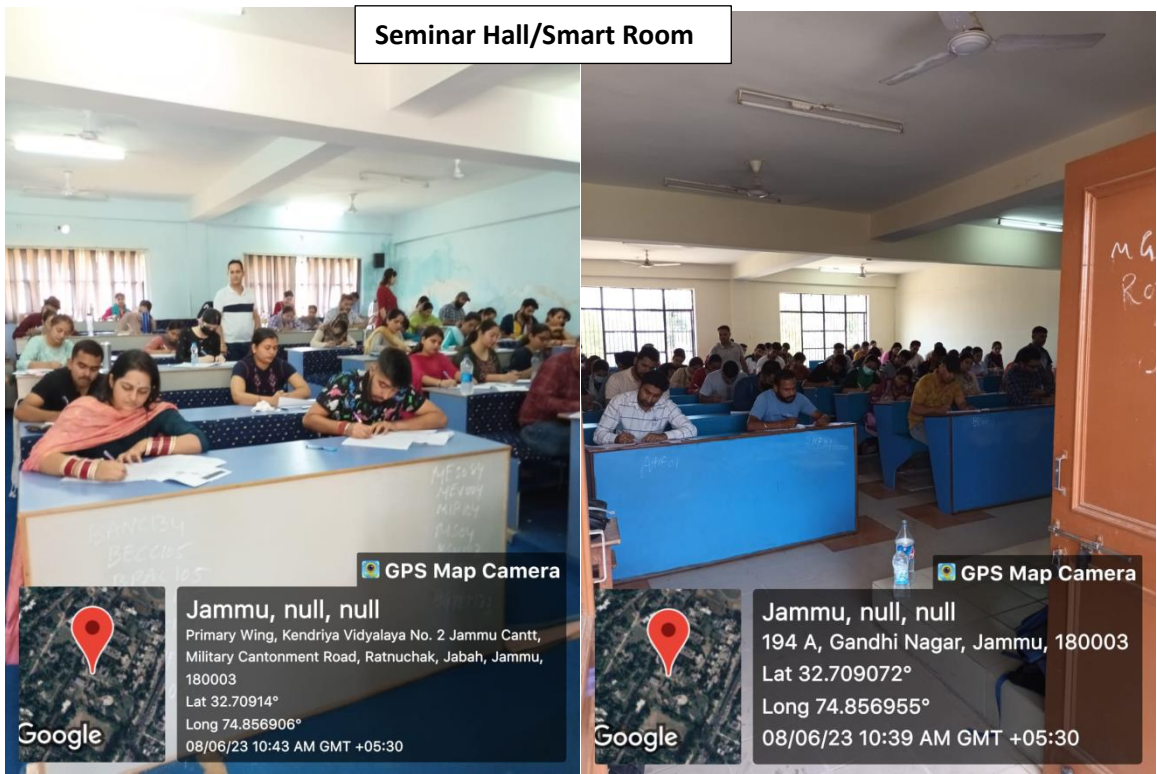 Seminar Hall/Smart Room
BECC105
BPAC105
MES084
GPS Map Camera
Jammu, null, null
Primary Wing, Kendriya Vidyalaya No. 2 Jammu Cantt,
Military Cantonment Road, Ratnuchak, Jabah, Jammu,
180003
Lat 32.70914°
Long 74.856906°
08/06/23 10:43 AM GMT +05:30
Google
GPS Map Camera
Jammu, null, null
194 A, Gandhi Nagar, Jammu, 180003
Lat 32.709072°
Long 74.856955°
08/06/23 10:39 AM GMT +05:30
Google